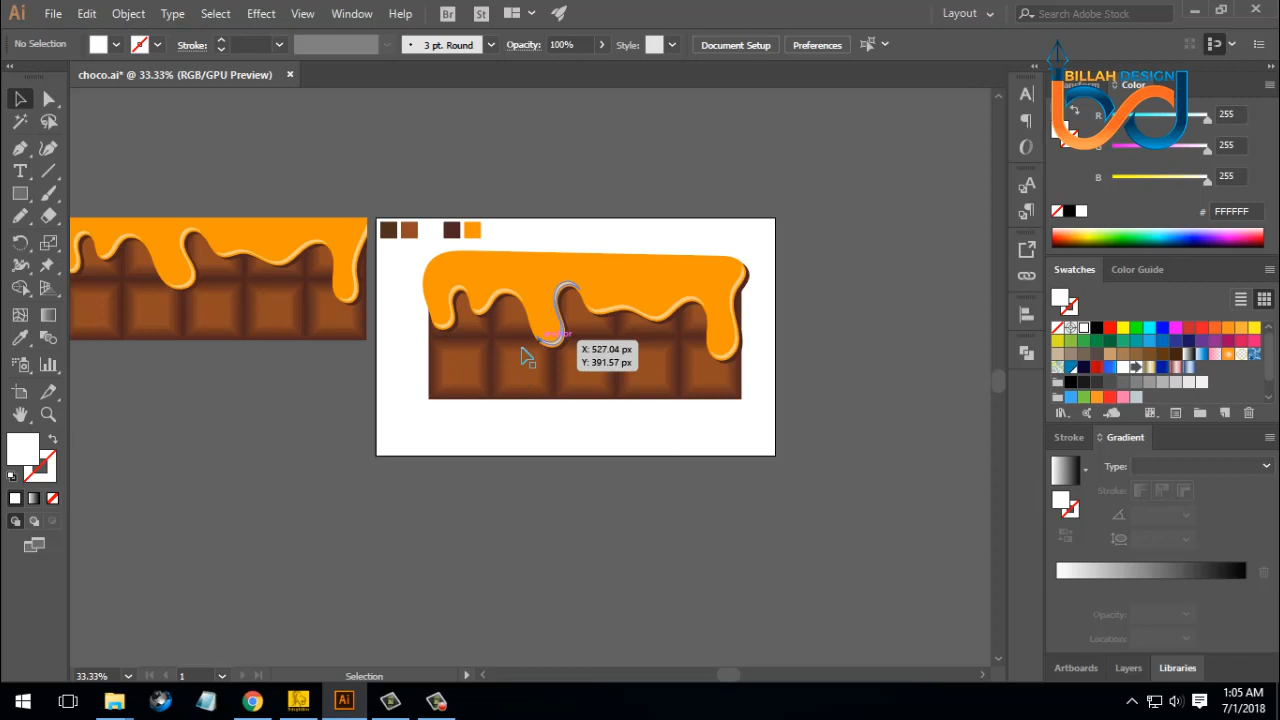 Ai File Edit Object Type Select Effect View Window Help Br St Layout Search Adobe Stock
No Selection Stroke: 3 pt. Round Opacity: 100% Style: Document Setup Preferences
choco.ai* @ 33.33% (RGB/GPU Preview)
BILLAH DESIGN
Transform Color
R 255
G 255
B 255
# FFFFFF
Swatches Color Guide
X: 527.04 px
Y: 391.57 px
Stroke Gradient
Type:
Stroke:
Opacity:
Location:
Artboards Layers Libraries
33.33% 1 Selection
Ai 1:05 AM
7/1/2018